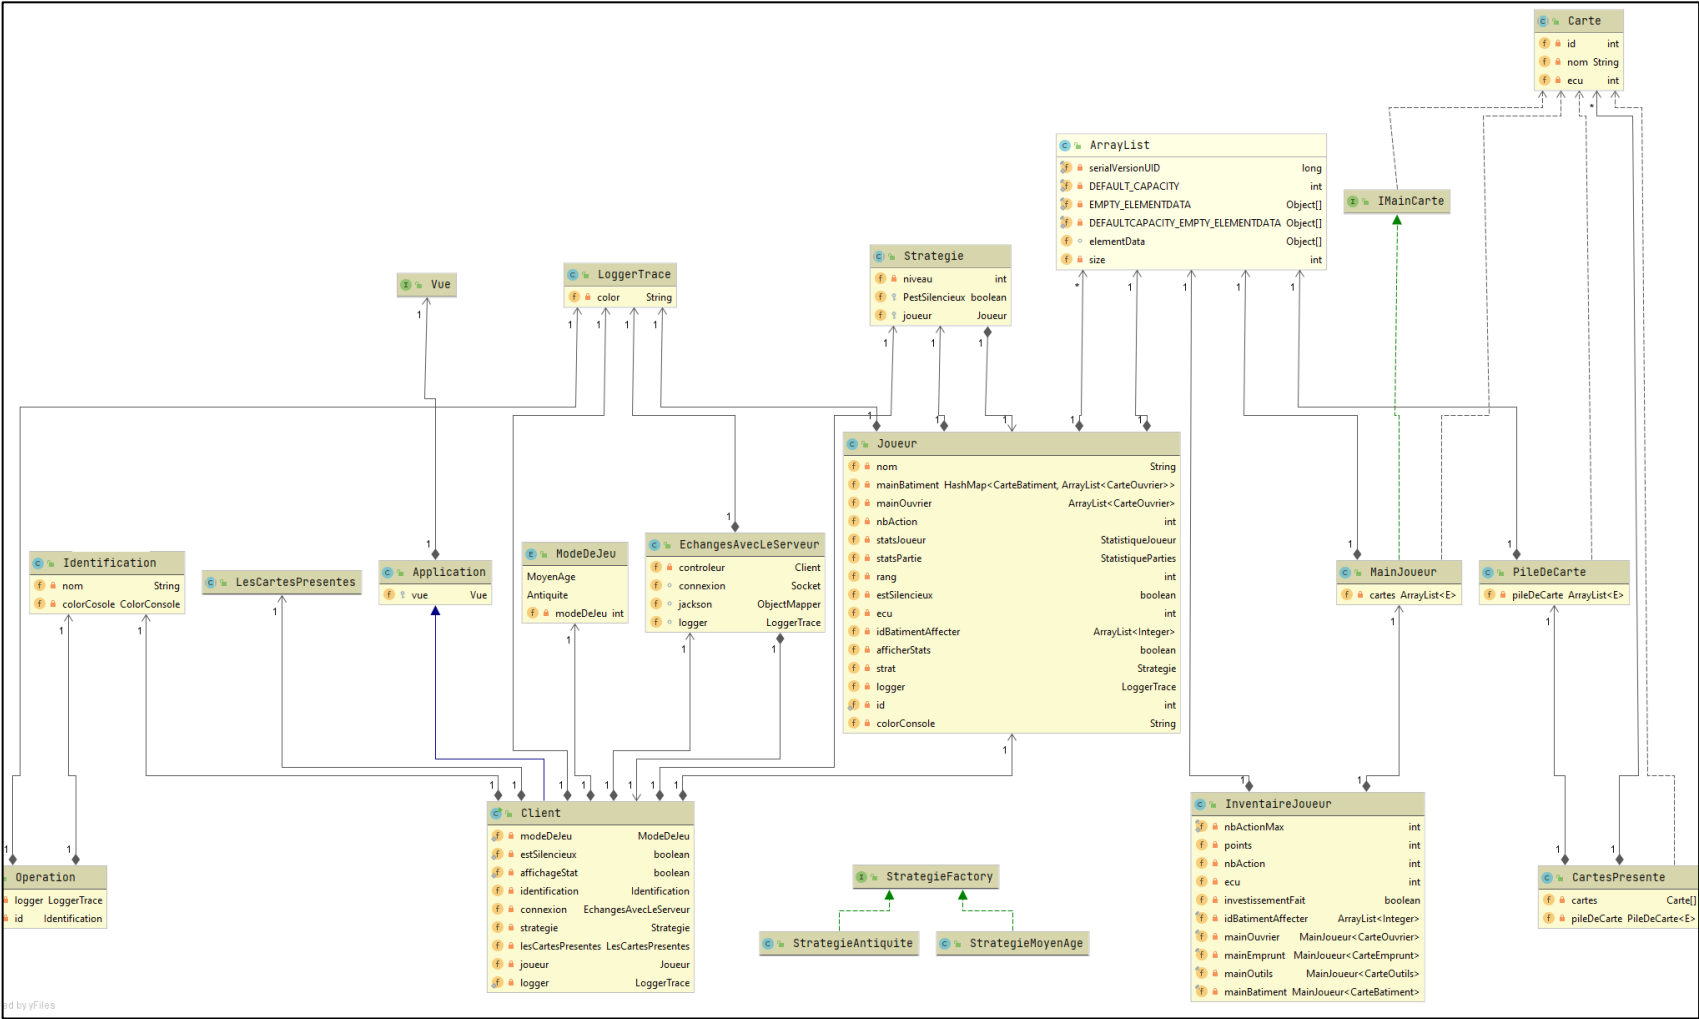 Carte
id int
nom String
ecu int
ArrayList
serialVersionUID long
DEFAULT_CAPACITY int
EMPTY_ELEMENTDATA Object[]
DEFAULTCAPACITY_EMPTY_ELEMENTDATA Object[]
elementData Object[]
size int
IMainCarte
Strategie
niveau int
PestSilencieux boolean
joueur Joueur
LoggerTrace
color String
Vue
Joueur
nom String
mainBatiment HashMap<CarteBatiment, ArrayList<CarteOuvrier>>
mainOuvrier ArrayList<CarteOuvrier>
nbAction int
statsJoueur StatistiqueJoueur
statsPartie StatistiqueParties
rang int
estSilencieux boolean
ecu int
idBatimentAffecter ArrayList<Integer>
afficherStats boolean
strat Strategie
logger LoggerTrace
id int
colorConsole String
Identification
nom String
colorCosole ColorConsole
LesCartesPresentes
Application
vue Vue
ModeDeJeu
MoyenAge
Antiquite
modeDeJeu int
EchangesAvecLeServeur
controleur Client
connexion Socket
jackson ObjectMapper
logger LoggerTrace
MainJoueur
cartes ArrayList<E>
PileDeCarte
pileDeCarte ArrayList<E>
Client
modeDeJeu ModeDeJeu
estSilencieux boolean
affichageStat boolean
identification Identification
connexion EchangesAvecLeServeur
strategie Strategie
lesCartesPresentes LesCartesPresentes
joueur Joueur
logger LoggerTrace
InventaireJoueur
nbActionMax int
points int
nbAction int
ecu int
investissementFait boolean
idBatimentAffecter ArrayList<Integer>
mainOuvrier MainJoueur<CarteOuvrier>
mainEmprunt MainJoueur<CarteEmprunt>
mainOutils MainJoueur<CarteOutils>
mainBatiment MainJoueur<CarteBatiment>
Operation
logger LoggerTrace
id Identification
StrategieFactory
StrategieAntiquite
StrategieMoyenAge
CartesPresente
cartes Carte[]
pileDeCarte PileDeCarte<E>
ed by yFiles